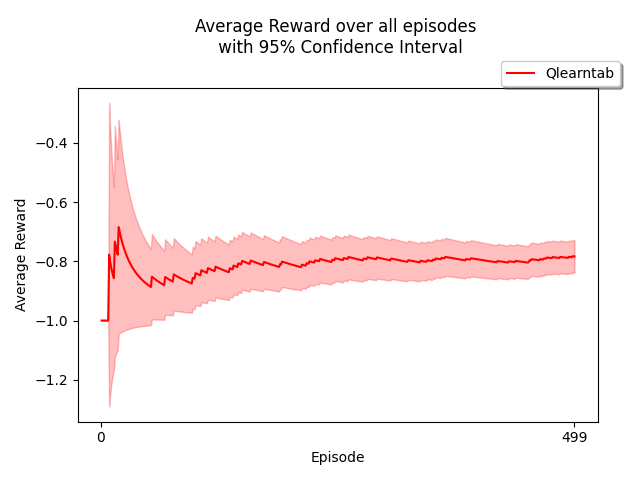 Average Reward over all episodes
with 95% Confidence Interval
Qlearntab
−0.4
−0.6
−0.8
−1.0
−1.2
Average Reward
0
499
Episode